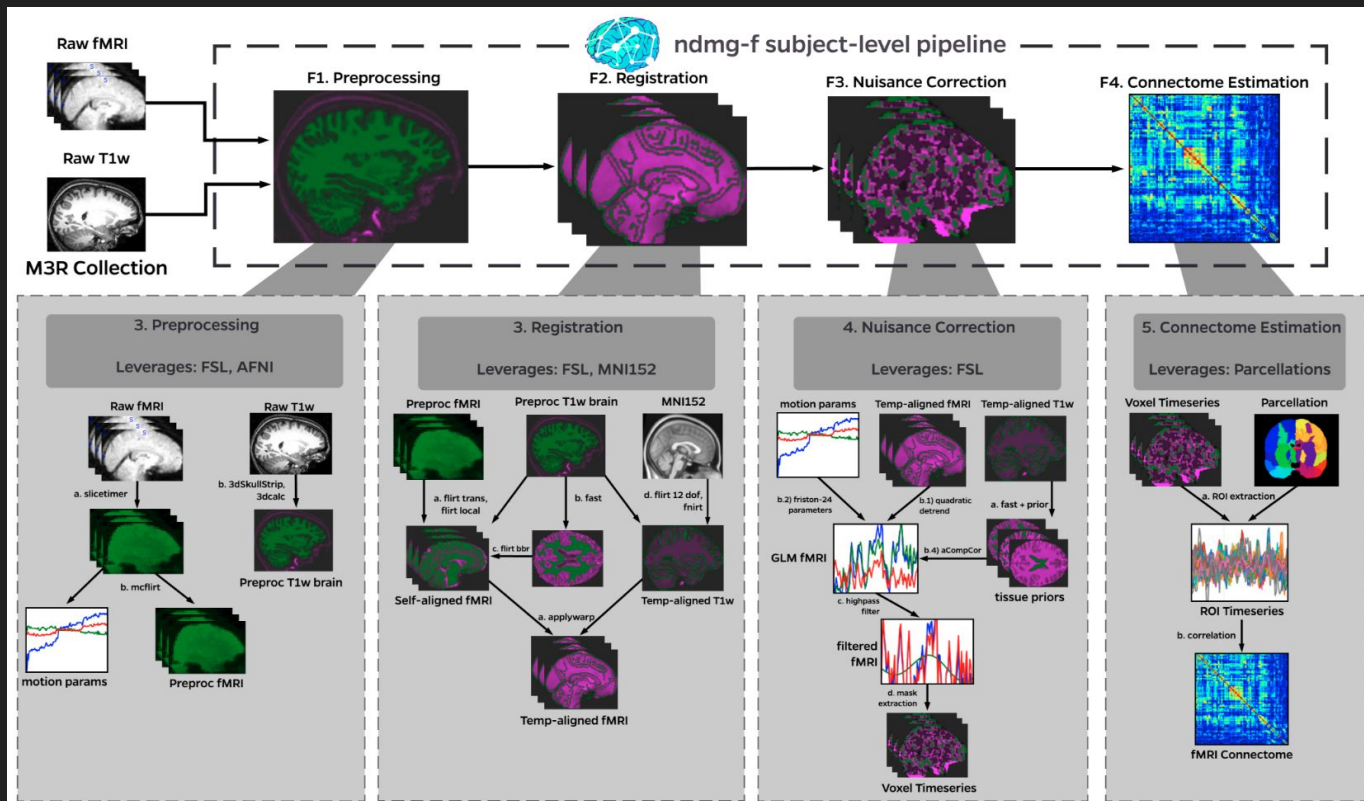 ndmg-f subject-level pipeline
Raw fMRI
Raw T1w
M3R Collection
F1. Preprocessing
F2. Registration
F3. Nuisance Correction
F4. Connectome Estimation
3. Preprocessing
Leverages: FSL, AFNI
Raw fMRI
Raw T1w
a. slicetimer
b. 3dSkullStrip,
3dcalc
Preproc T1w brain
b. mcflirt
motion params
Preproc fMRI
3. Registration
Leverages: FSL, MNI152
Preproc fMRI
Preproc T1w brain
MNI152
a. flirt trans,
flirt local
b. fast
d. flirt 12 dof,
fnirt
c. flirt bbr
Self-aligned fMRI
Temp-aligned T1w
a. applywarp
Temp-aligned fMRI
4. Nuisance Correction
Leverages: FSL
motion params
Temp-aligned fMRI
Temp-aligned T1w
b.2) friston-24
parameters
b.1) quadratic
detrend
a. fast + prior
GLM fMRI
b.4) aCompCor
tissue priors
c. highpass
filter
filtered
fMRI
d. mask
extraction
Voxel Timeseries
5. Connectome Estimation
Leverages: Parcellations
Voxel Timeseries
Parcellation
a. ROI extraction
ROI Timeseries
b. correlation
fMRI Connectome